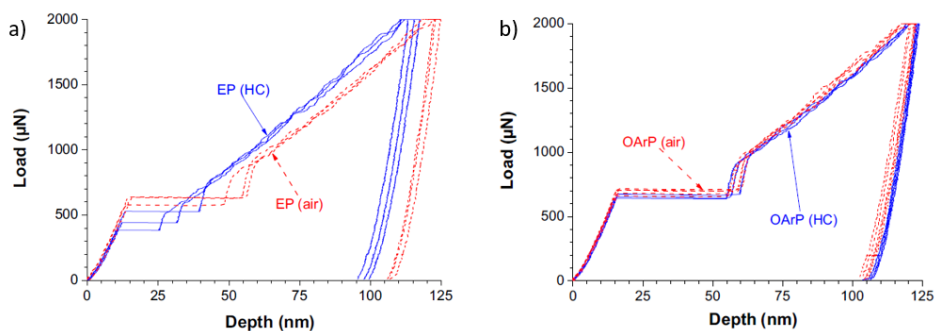 a)
Load (µN)
2000
1500
1000
500
0
EP (HC)
EP (air)
0 25 50 75 100 125
Depth (nm)
b)
Load (µN)
2000
1500
1000
500
0
OArP (air)
OArP (HC)
0 25 50 75 100 125
Depth (nm)